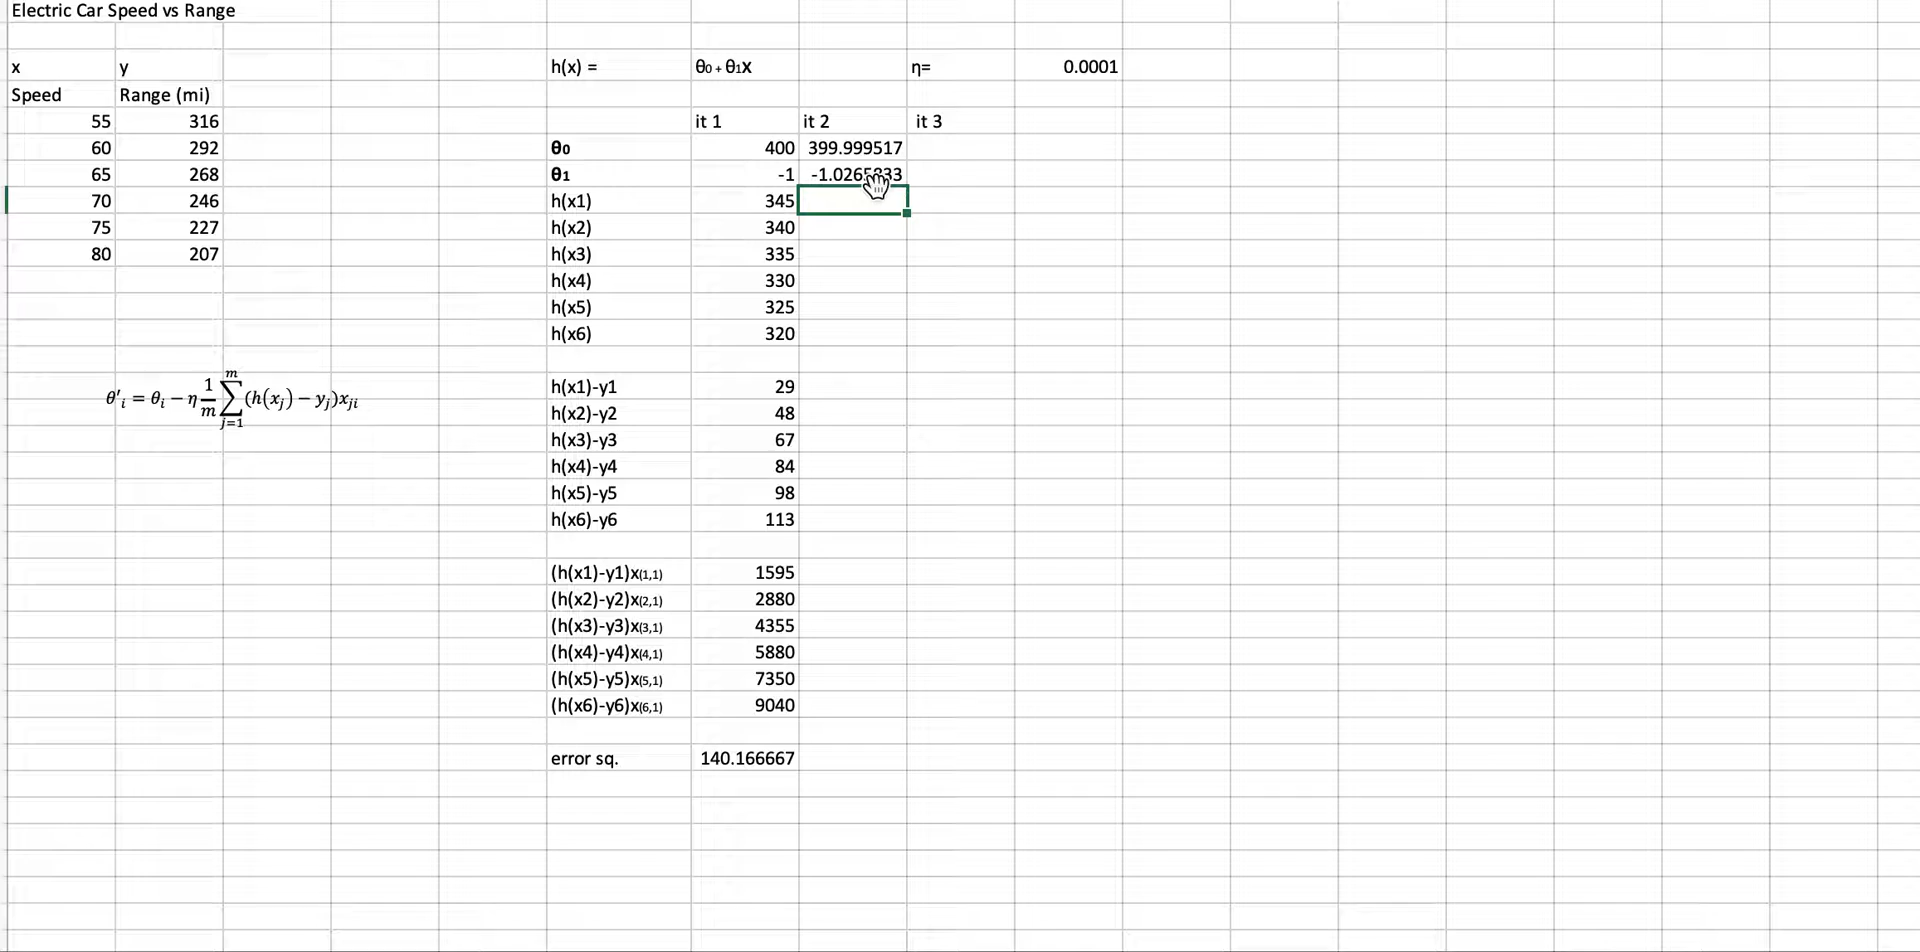 Electric Car Speed vs Range
x y h(x) = θ₀ + θ₁x η= 0.0001
Speed Range (mi)
55 316 it 1 it 2 it 3
60 292 θ₀ 400 399.999517
65 268 θ₁ -1
70 246 h(x1) 345
75 227 h(x2) 340
80 207 h(x3) 335
h(x4) 330
h(x5) 325
h(x6) 320
θ'ᵢ = θᵢ − η 1/m ∑ⱼ₌₁ᵐ (h(xⱼ) − yⱼ)xⱼᵢ
h(x1)-y1 29
h(x2)-y2 48
h(x3)-y3 67
h(x4)-y4 84
h(x5)-y5 98
h(x6)-y6 113
(h(x1)-y1)x(1,1) 1595
(h(x2)-y2)x(2,1) 2880
(h(x3)-y3)x(3,1) 4355
(h(x4)-y4)x(4,1) 5880
(h(x5)-y5)x(5,1) 7350
(h(x6)-y6)x(6,1) 9040
error sq. 140.166667